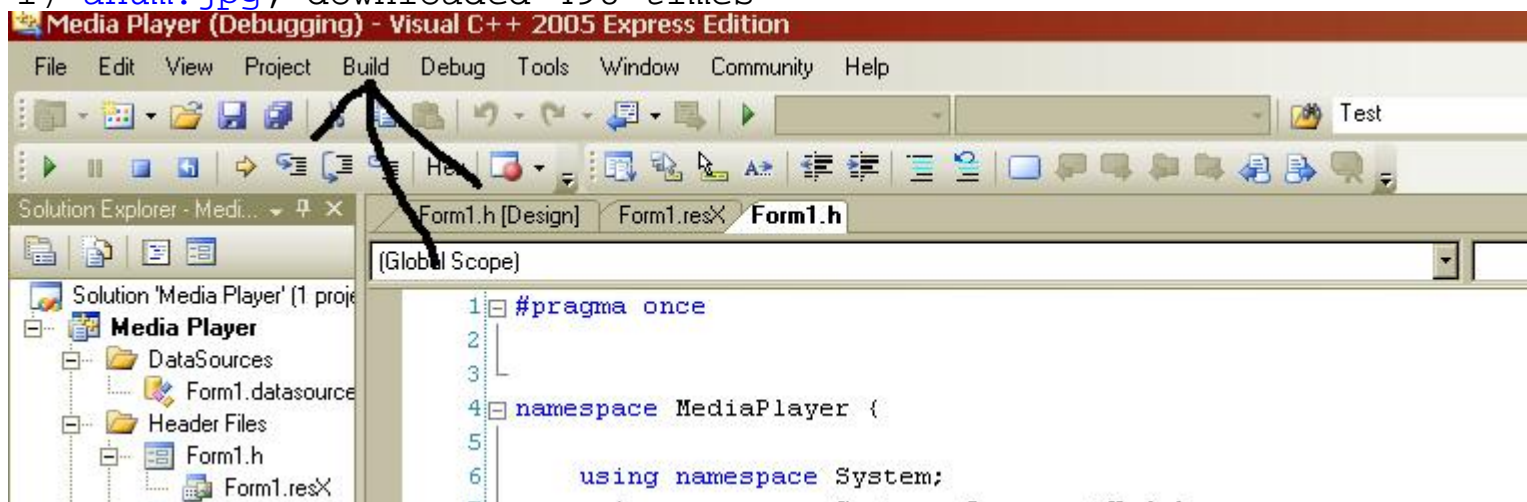 Media Player (Debugging) - Visual C++ 2005 Express Edition
File Edit View Project Build Debug Tools Window Community Help
Test
Solution Explorer - Medi...
Form1.h [Design] Form1.resX Form1.h
(Global Scope)
Solution 'Media Player' (1 proje
Media Player
DataSources
Form1.datasource
Header Files
Form1.h
Form1.resX
1 #pragma once
2
3
4 namespace MediaPlayer {
5
6 using namespace System;